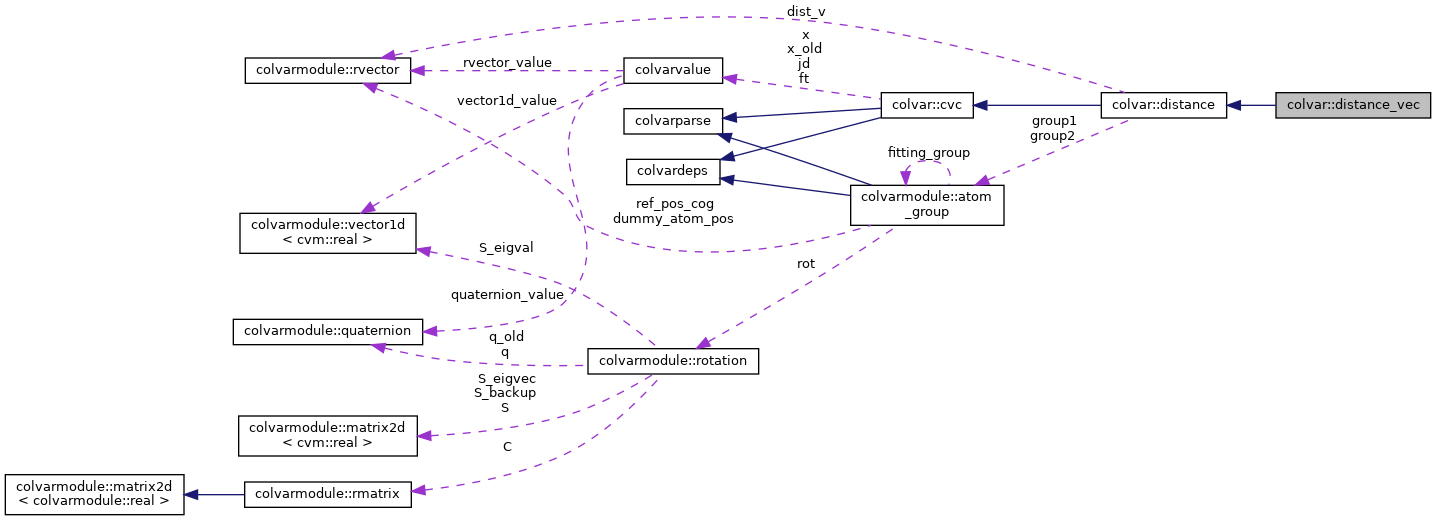 dist_v
x
x_old
jd
ft
rvector_value
colvarmodule::rvector
colvarvalue
vector1d_value
colvar::cvc
colvar::distance
colvar::distance_vec
colvarparse
group1
group2
fitting_group
colvardeps
colvarmodule::atom
_group
ref_pos_cog
dummy_atom_pos
colvarmodule::vector1d
< cvm::real >
S_eigval
rot
quaternion_value
colvarmodule::quaternion
q_old
q
colvarmodule::rotation
S_eigvec
S_backup
S
colvarmodule::matrix2d
< cvm::real >
C
colvarmodule::matrix2d
< colvarmodule::real >
colvarmodule::rmatrix